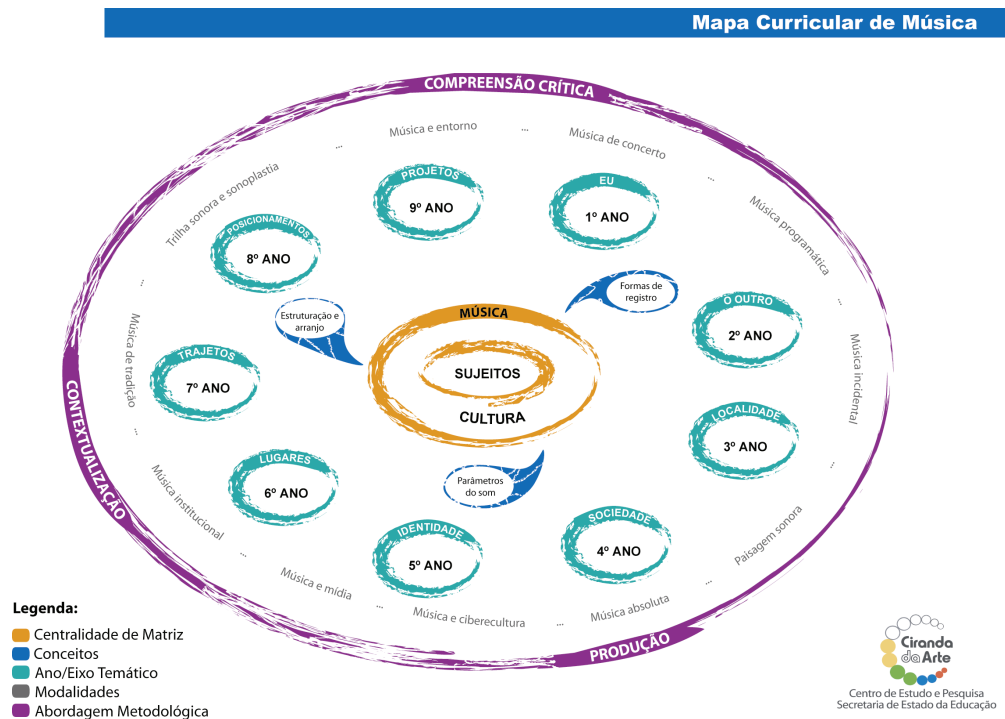 Mapa Curricular de Música
COMPREENSÃO CRÍTICA
Música e entorno
...
Música de concerto
...
Trilha sonora e sonoplastia
...
PROJETOS
9º ANO
EU
1º ANO
Música programática
POSICIONAMENTOS
8º ANO
...
...
Formas de
registro
O OUTRO
2º ANO
Estruturação e
arranjo
MÚSICA
SUJEITOS
CULTURA
Música de tradição
TRAJETOS
7º ANO
Música incidental
LOCALIDADE
3º ANO
CONTEXTUALIZAÇÃO
...
...
LUGARES
6º ANO
Parâmetros
do som
Música institucional
IDENTIDADE
5º ANO
SOCIEDADE
4º ANO
Paisagem sonora
...
...
Música e mídia
...
Música e ciberecultura
...
Música absoluta
PRODUÇÃO
Legenda:
Centralidade de Matriz
Conceitos
Ano/Eixo Temático
Modalidades
Abordagem Metodológica
Ciranda
da Arte
Centro de Estudo e Pesquisa
Secretaria de Estado da Educação